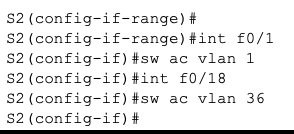 S2(config-if-range)#
S2(config-if-range)#int f0/1
S2(config-if)#sw ac vlan 1
S2(config-if)#int f0/18
S2(config-if)#sw ac vlan 36
S2(config-if)#